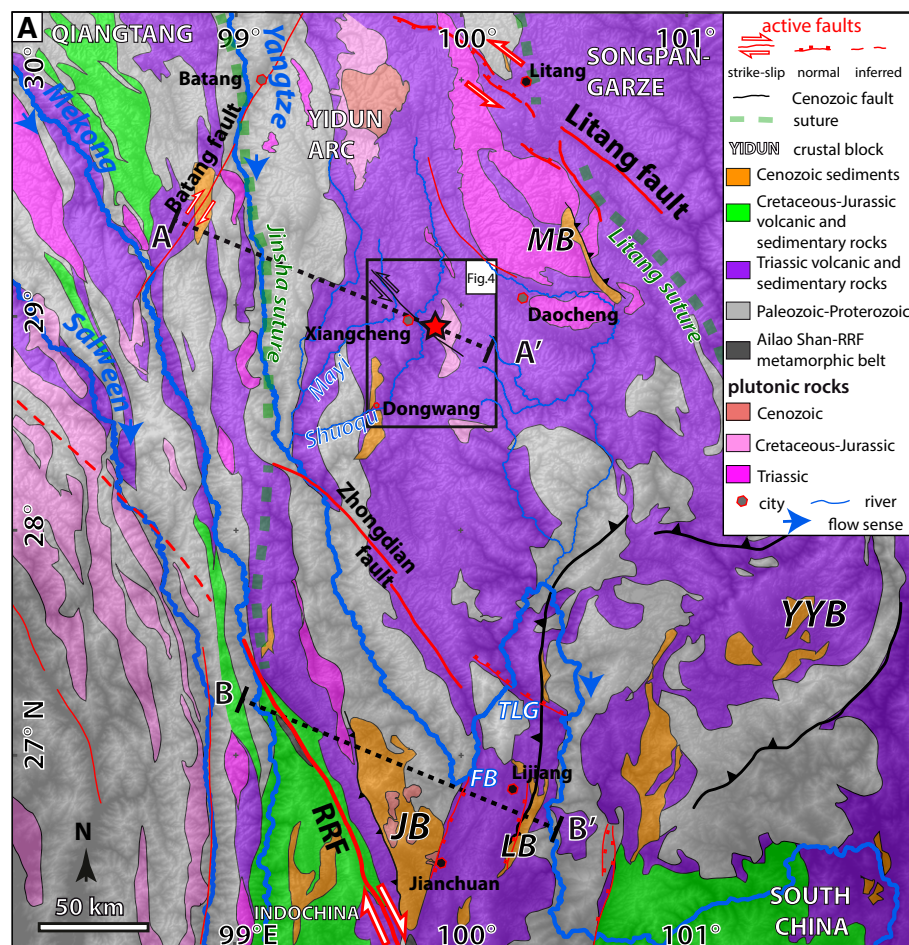 A
QIANGTANG
99°
100°
101°
SONGPAN-
GARZE
30°
Batang
Yangtze
Litang
Mekong
YIDUN
ARC
Litang fault
Batang fault
A
Jinsha suture
MB
Litang suture
Fig.4
29°
Daocheng
Xiangcheng
A'
Salween
Mayi
Shuoqu
Dongwang
28°
Zhongdian
fault
YYB
B
TLG
27° N
FB
Lijiang
RRF
JB
LB
B'
N
Jianchuan
50 km
INDOCHINA
SOUTH
CHINA
99°E
100°
101°
active faults
strike-slip normal inferred
Cenozoic fault
suture
YIDUN crustal block
Cenozoic sediments
Cretaceous-Jurassic
volcanic and
sedimentary rocks
Triassic volcanic and
sedimentary rocks
Paleozoic-Proterozoic
Ailao Shan-RRF
metamorphic belt
plutonic rocks
Cenozoic
Cretaceous-Jurassic
Triassic
city river
flow sense